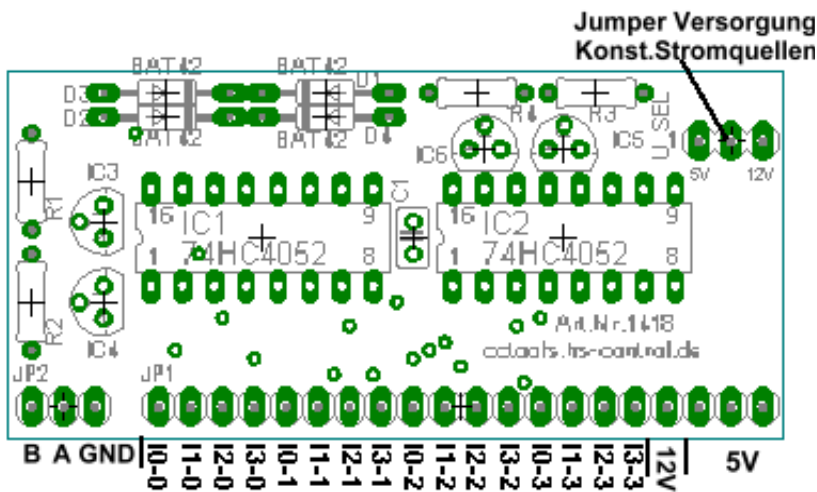 Jumper Versorgung
Konst.Stromquellen
BAT42 BAT42
D3 D1
D2 D4
BAT42 BAT42
R4 R3
U_SEL
IC6 IC5
1
5V 12V
IC3
R1
16 IC1 9
1 74HC4052 8
C1
16 IC2 9
1 74HC4052 8
R2
IC4
Art.Nr.1418
cctools.hs-control.de
JP2 JP1
B A GND I0-0 I1-0 I2-0 I3-0 I0-1 I1-1 I2-1 I3-1 I0-2 I1-2 I2-2 I3-2 I0-3 I1-3 I2-3 I3-3 12V 5V